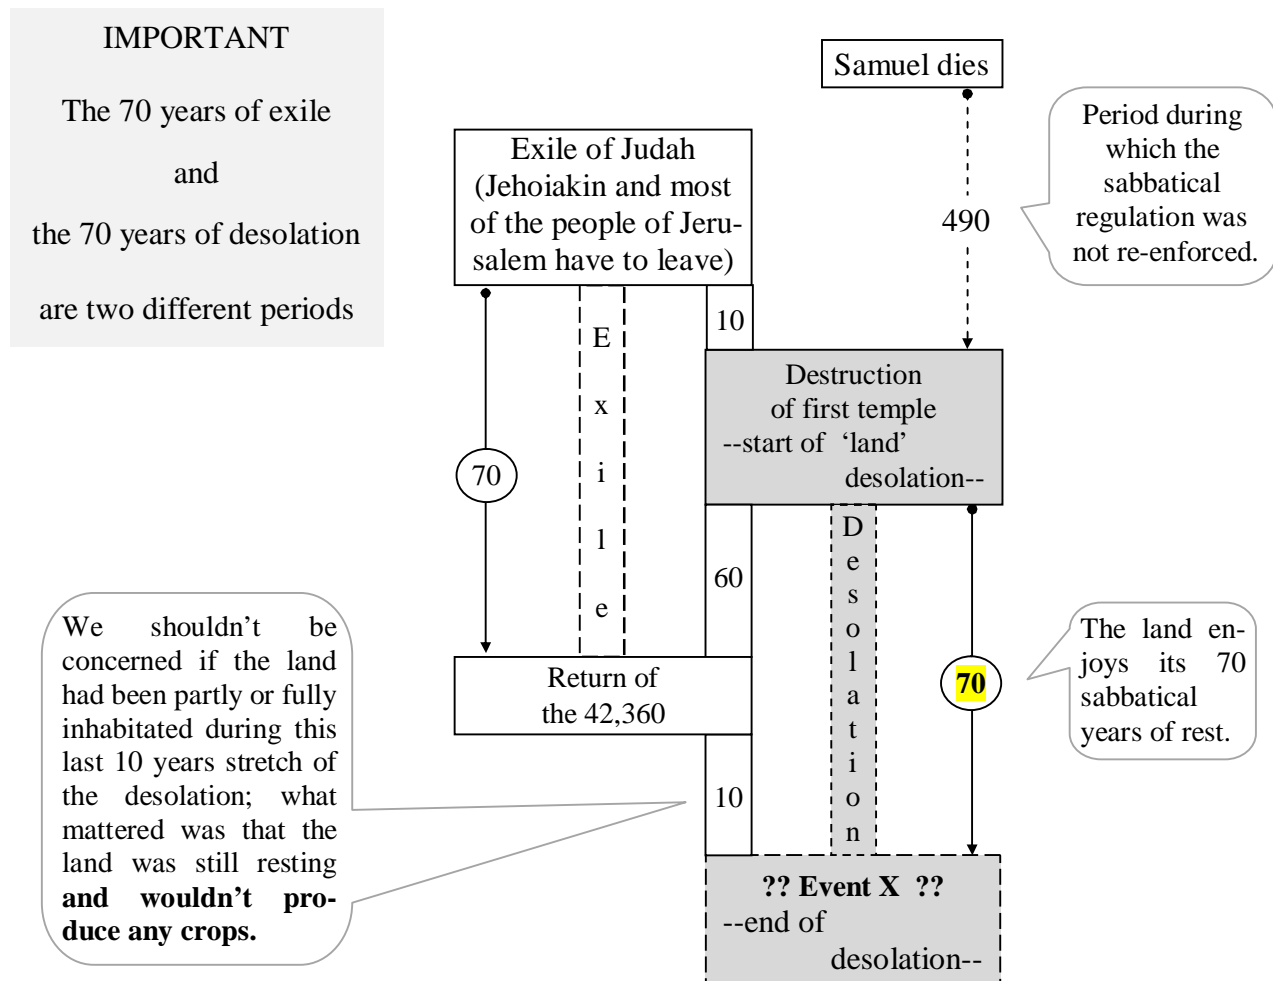 IMPORTANT
The 70 years of exile
and
the 70 years of desolation
are two different periods
Samuel dies
Period during
which the
sabbatical
regulation was
not re-enforced.
490
Exile of Judah
(Jehoiakin and most
of the people of Jeru-
salem have to leave)
10
Destruction
of first temple
--start of ‘land’
desolation--
70
E
x
i
l
e
60
D
e
s
o
l
a
t
i
o
n
70
The land en-
joys its 70
sabbatical
years of rest.
Return of
the 42,360
We shouldn't be
concerned if the land
had been partly or fully
inhabitated during this
last 10 years stretch of
the desolation; what
mattered was that the
land was still resting
and wouldn’t pro-
duce any crops.
10
?? Event X ??
--end of
desolation--